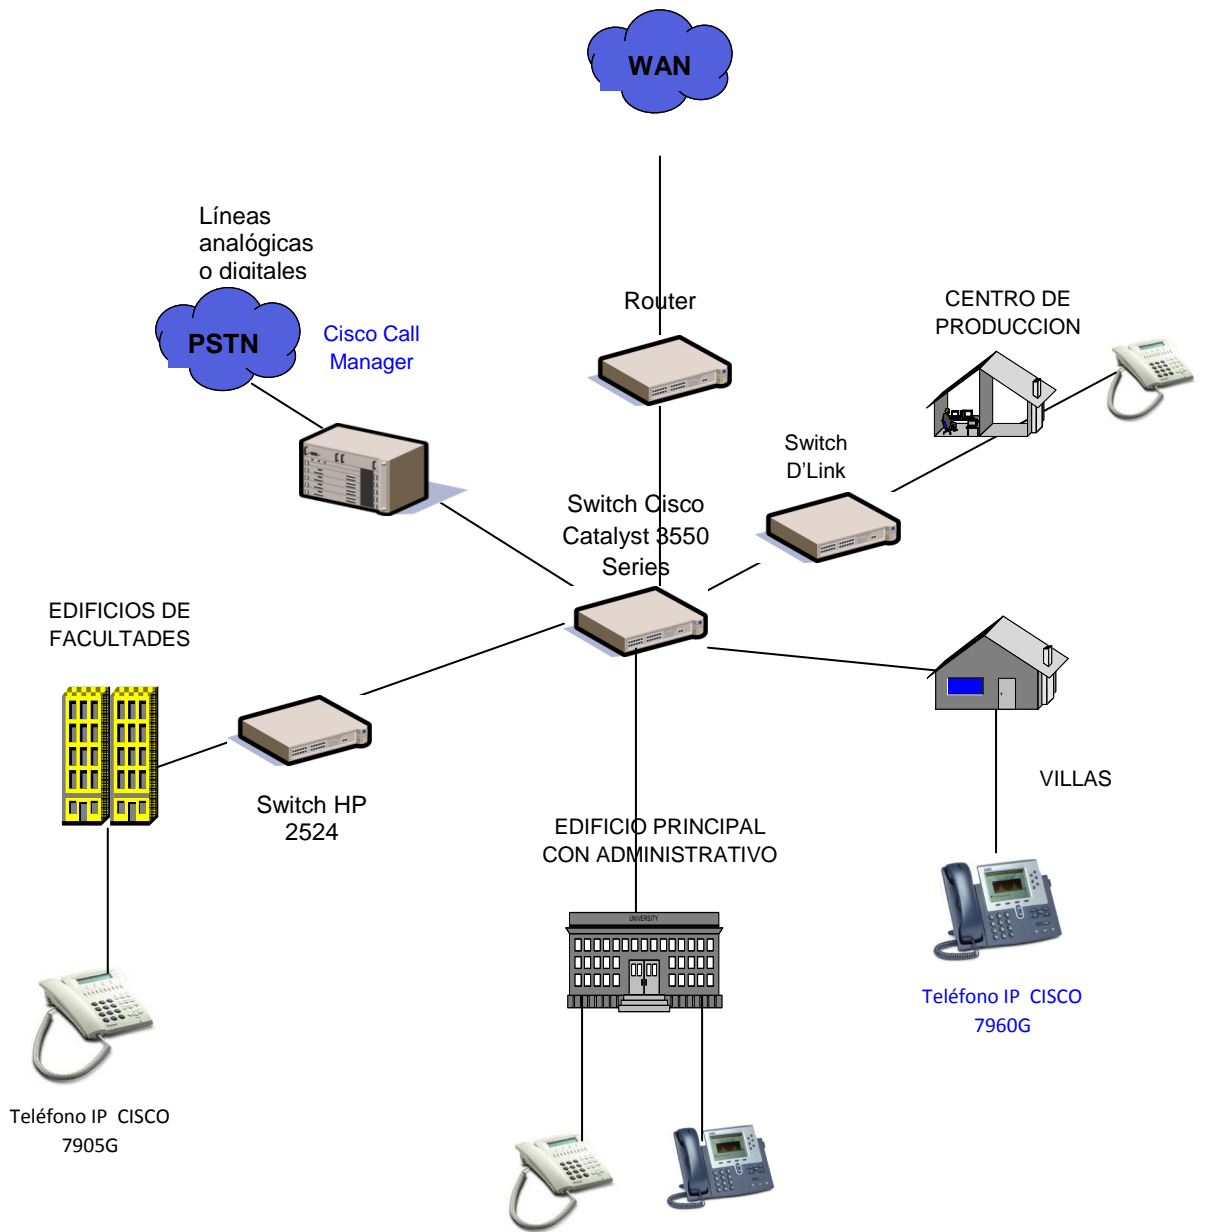 WAN
Líneas
analógicas
o digitales
PSTN
Cisco Call
Manager
Router
CENTRO DE
PRODUCCION
Switch
D'Link
Switch Cisco
Catalyst 3550
Series
EDIFICIOS DE
FACULTADES
Switch HP
2524
VILLAS
EDIFICIO PRINCIPAL
CON ADMINISTRATIVO
UNIVERSITY
Teléfono IP CISCO
7960G
Teléfono IP CISCO
7905G